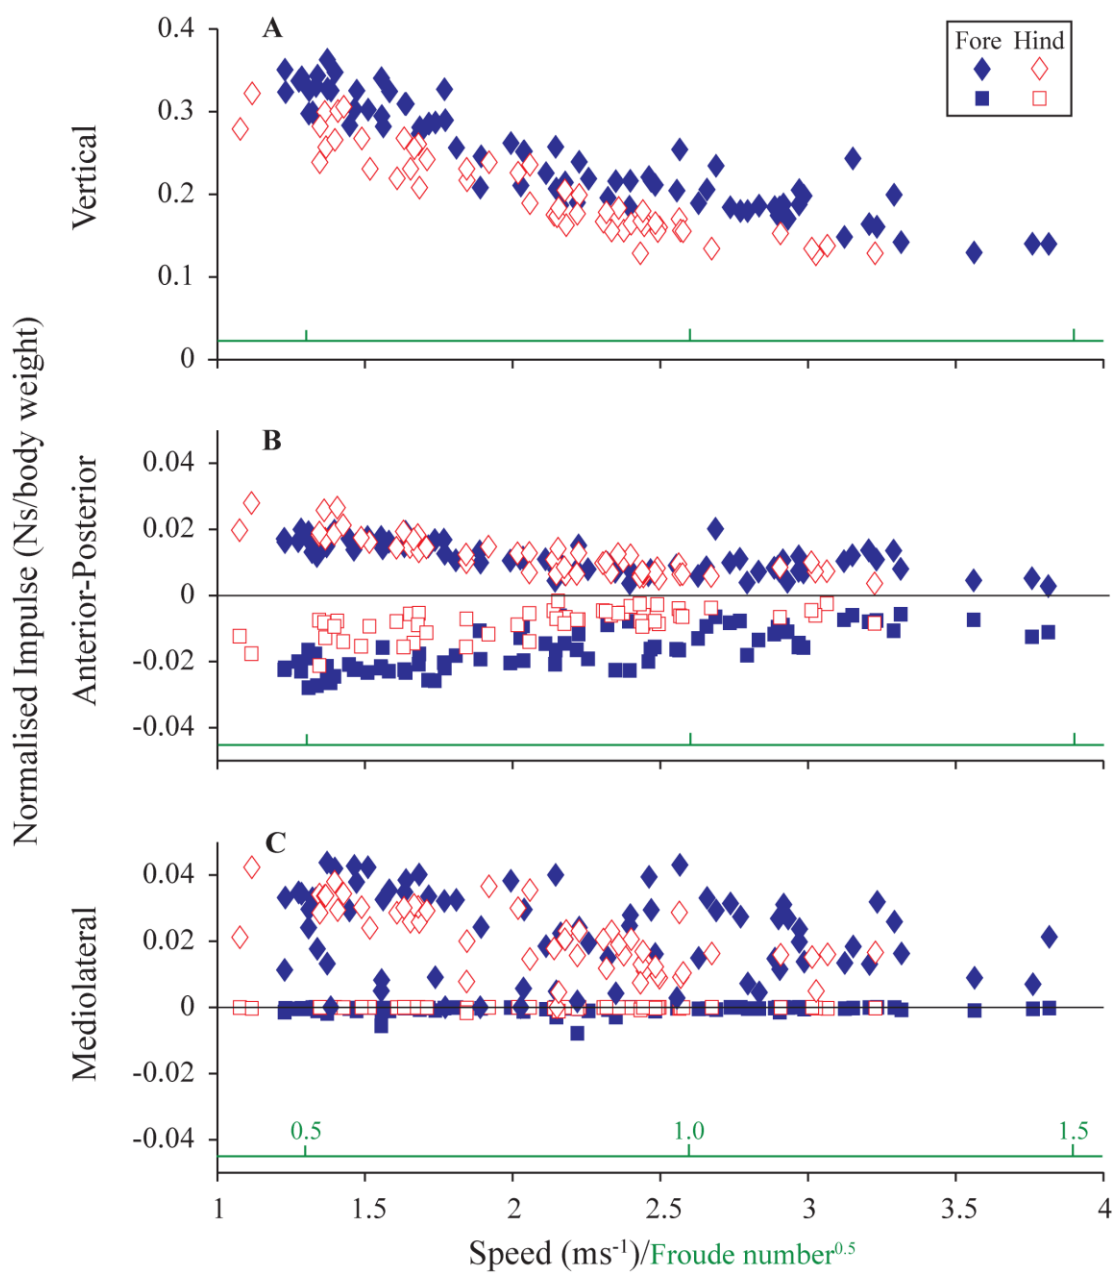 A
Fore Hind
0.4
0.3
0.2
0.1
0
Vertical
Normalised Impulse (Ns/body weight)
B
0.04
0.02
0
-0.02
-0.04
Anterior-Posterior
C
0.04
0.02
0
-0.02
-0.04
Mediolateral
0.5 1.0 1.5
1 1.5 2 2.5 3 3.5 4
Speed (ms⁻¹)/Froude number⁰·⁵